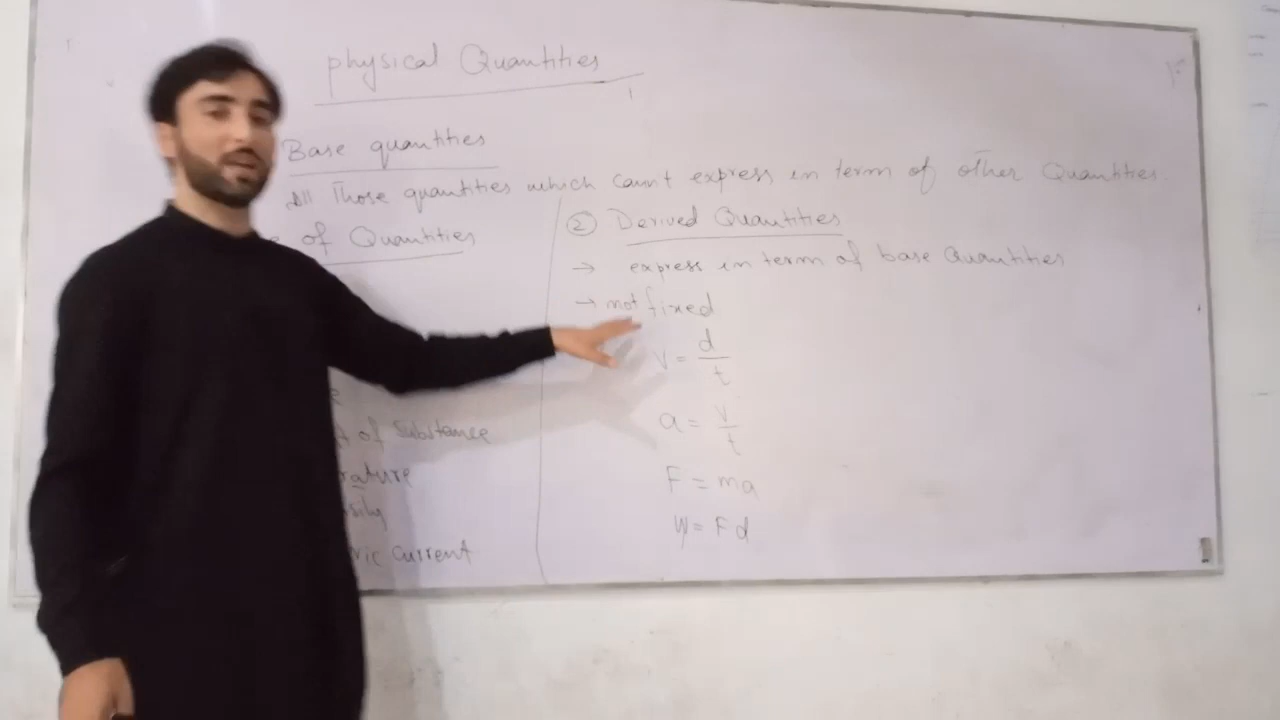 physical Quantities
Base quantities
All Those quantities which can't express in term of other Quantities.
of Quantities
of Substance
rature
sity
ric Current
② Derived Quantities
→ express in term of base Quantities
→ not fixed
V = d/t
a = V/t
F = ma
W = Fd